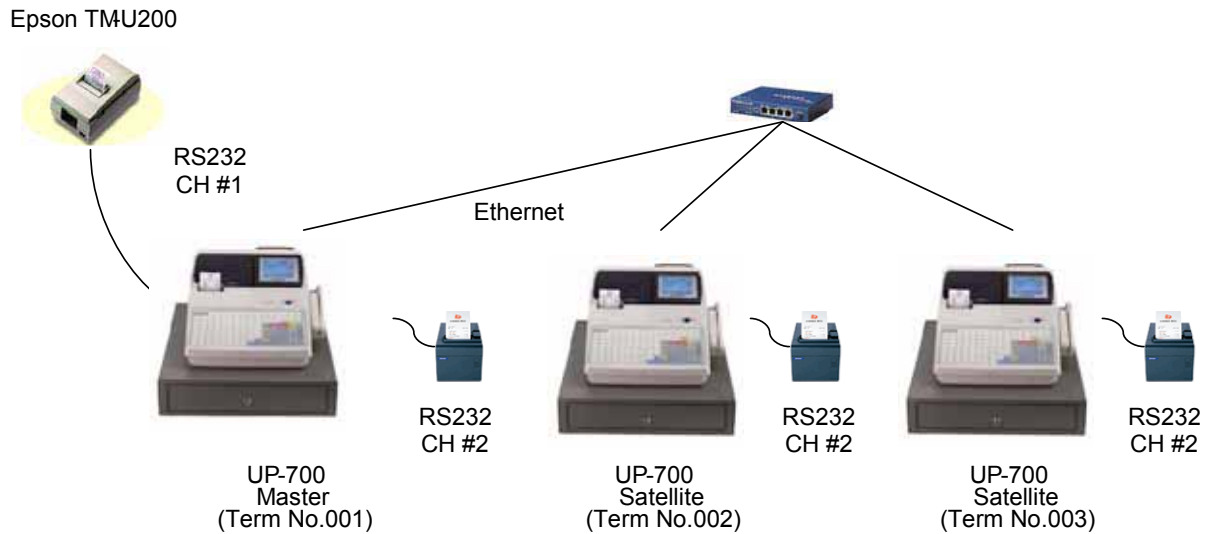 Epson TM-U200
RS232
CH #1
Ethernet
RS232
CH #2
RS232
CH #2
RS232
CH #2
UP-700
Master
(Term No.001)
UP-700
Satellite
(Term No.002)
UP-700
Satellite
(Term No.003)